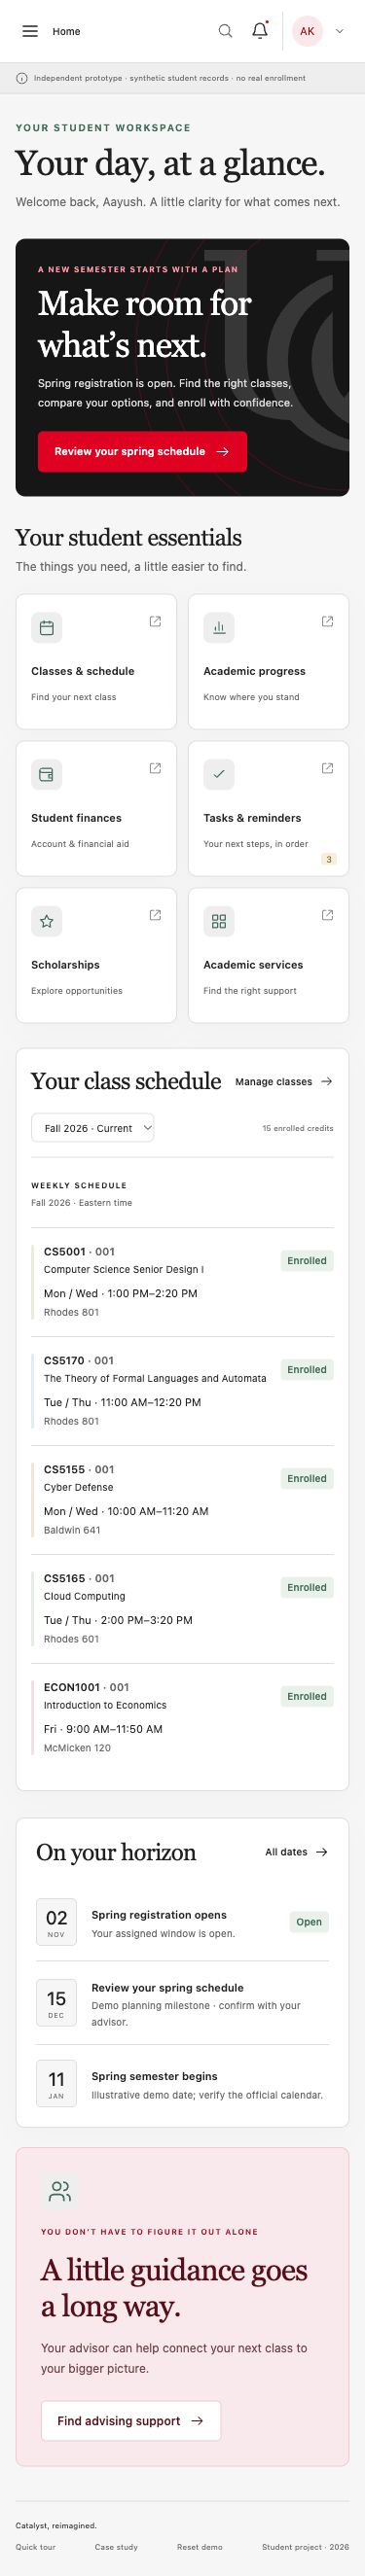 Home
AK
Independent prototype · synthetic student records · no real enrollment
YOUR STUDENT WORKSPACE
Your day, at a glance.
Welcome back, Aayush. A little clarity for what comes next.
A NEW SEMESTER STARTS WITH A PLAN
Make room for
what’s next.
Spring registration is open. Find the right classes,
compare your options, and enroll with confidence.
Review your spring schedule
Your student essentials
The things you need, a little easier to find.
Classes & schedule
Find your next class
Academic progress
Know where you stand
Student finances
Account & financial aid
Tasks & reminders
Your next steps, in order
3
Scholarships
Explore opportunities
Academic services
Find the right support
Your class schedule
Manage classes
Fall 2026 · Current
15 enrolled credits
WEEKLY SCHEDULE
Fall 2026 · Eastern time
CS5001 · 001
Enrolled
Computer Science Senior Design I
Mon / Wed · 1:00 PM–2:20 PM
Rhodes 801
CS5170 · 001
Enrolled
The Theory of Formal Languages and Automata
Tue / Thu · 11:00 AM–12:20 PM
Rhodes 801
CS5155 · 001
Enrolled
Cyber Defense
Mon / Wed · 10:00 AM–11:20 AM
Baldwin 641
CS5165 · 001
Enrolled
Cloud Computing
Tue / Thu · 2:00 PM–3:20 PM
Rhodes 601
ECON1001 · 001
Enrolled
Introduction to Economics
Fri · 9:00 AM–11:50 AM
McMicken 120
On your horizon
All dates
02
NOV
Spring registration opens
Your assigned window is open.
Open
15
DEC
Review your spring schedule
Demo planning milestone · confirm with your
advisor.
11
JAN
Spring semester begins
Illustrative demo date; verify the official calendar.
YOU DON’T HAVE TO FIGURE IT OUT ALONE
A little guidance goes
a long way.
Your advisor can help connect your next class to
your bigger picture.
Find advising support
Catalyst, reimagined.
Quick tour
Case study
Reset demo
Student project · 2026